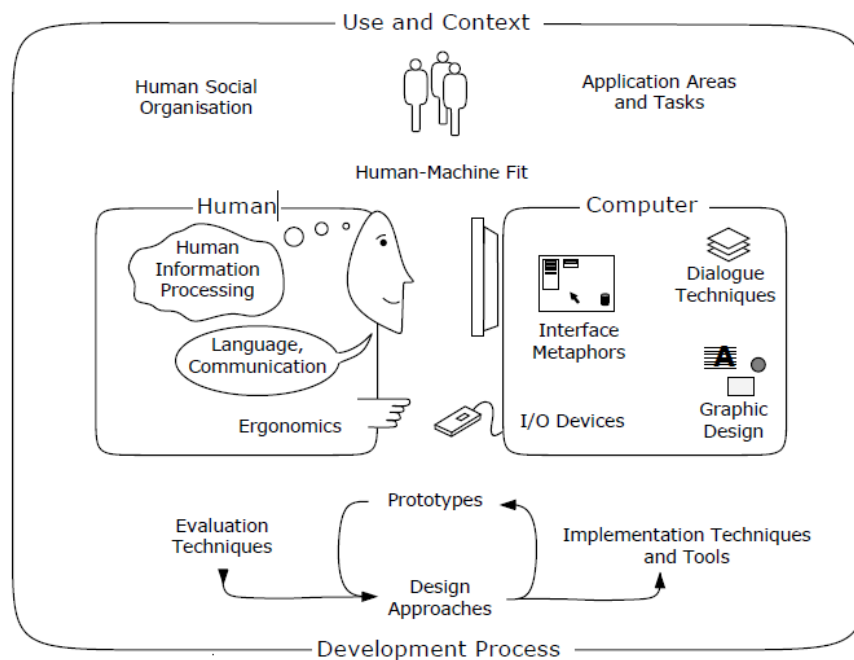 Use and Context
Human Social
Organisation
Application Areas
and Tasks
Human-Machine Fit
Human
Human
Information
Processing
Language,
Communication
Ergonomics
Computer
Dialogue
Techniques
Interface
Metaphors
A
Graphic
Design
I/O Devices
Prototypes
Evaluation
Techniques
Implementation Techniques
and Tools
Design
Approaches
Development Process